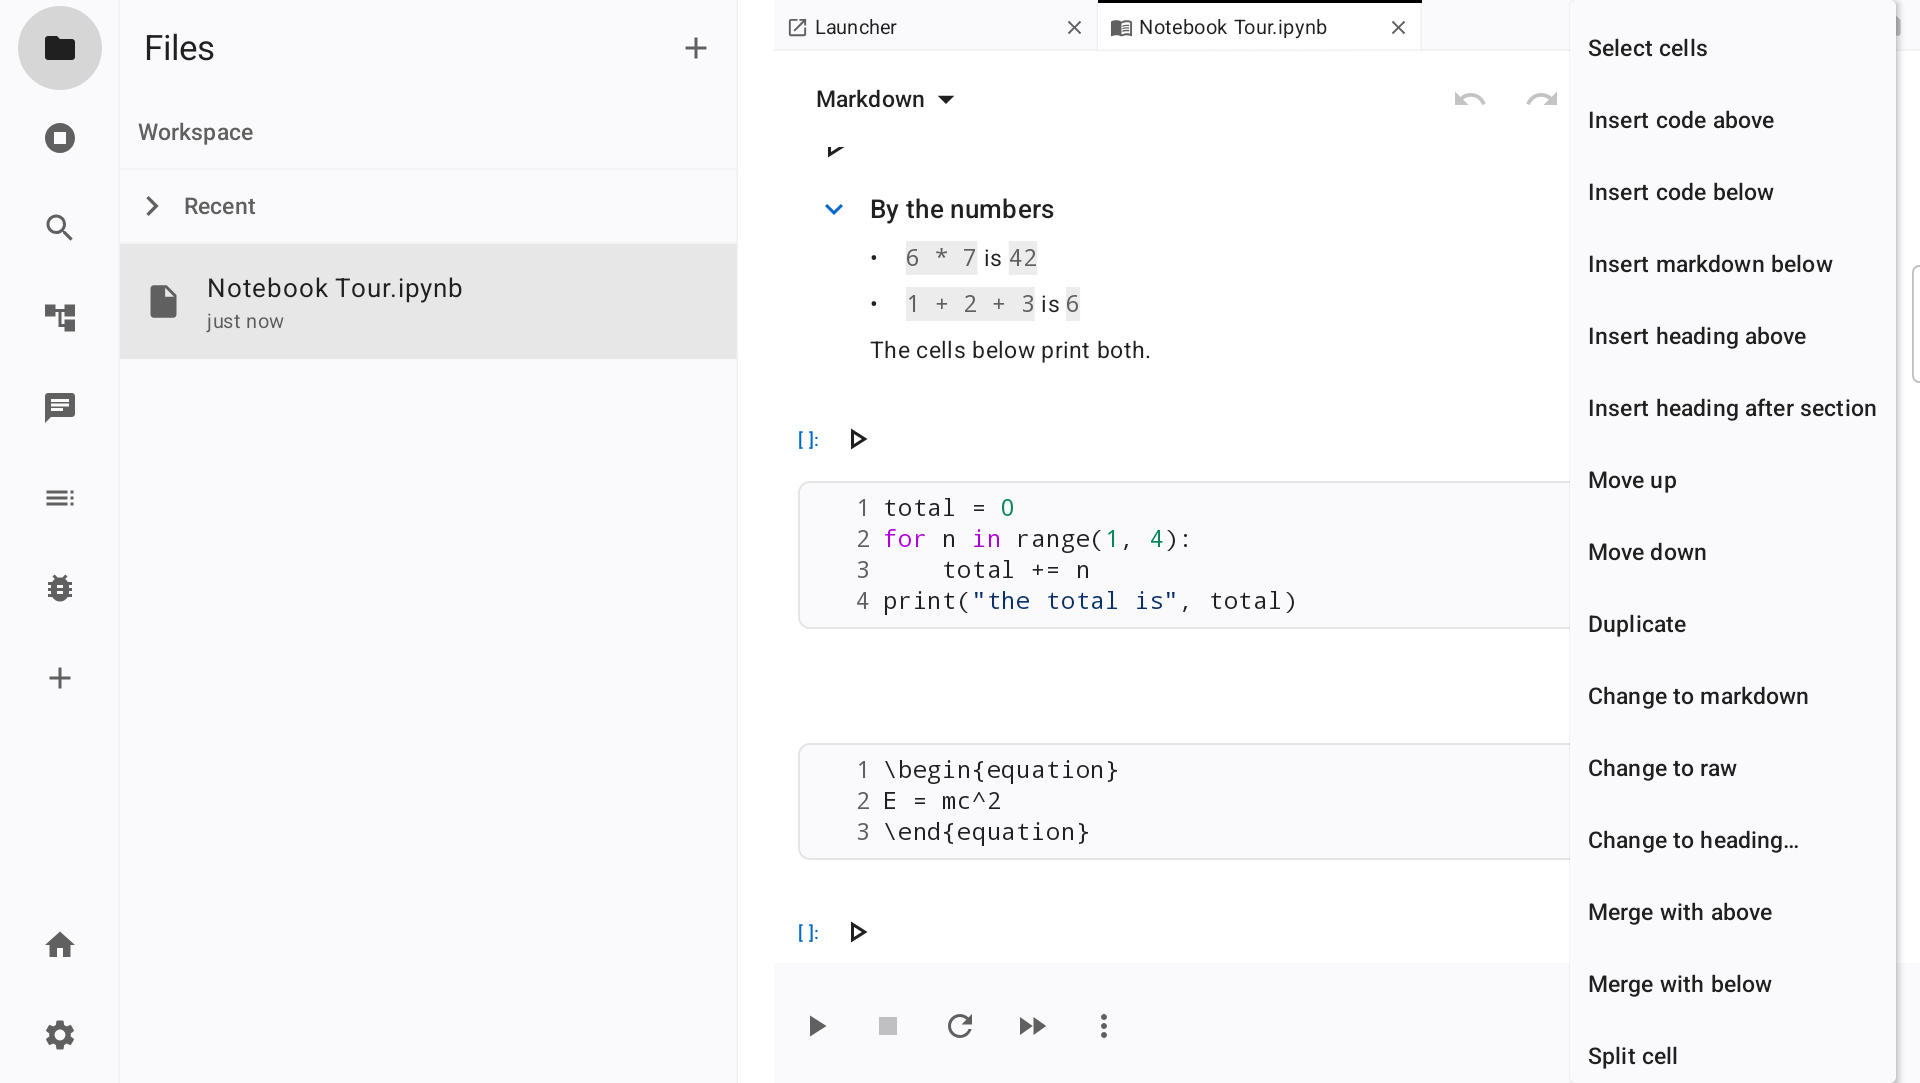 Files
Workspace
Recent
Notebook Tour.ipynb
just now
Launcher
Notebook Tour.ipynb
Markdown
By the numbers
• 6 * 7 is 42
• 1 + 2 + 3 is 6
The cells below print both.
[ ]:
1 total = 0
2 for n in range(1, 4):
3     total += n
4 print("the total is", total)
1 \begin{equation}
2 E = mc^2
3 \end{equation}
[ ]:
Select cells
Insert code above
Insert code below
Insert markdown below
Insert heading above
Insert heading after section
Move up
Move down
Duplicate
Change to markdown
Change to raw
Change to heading…
Merge with above
Merge with below
Split cell